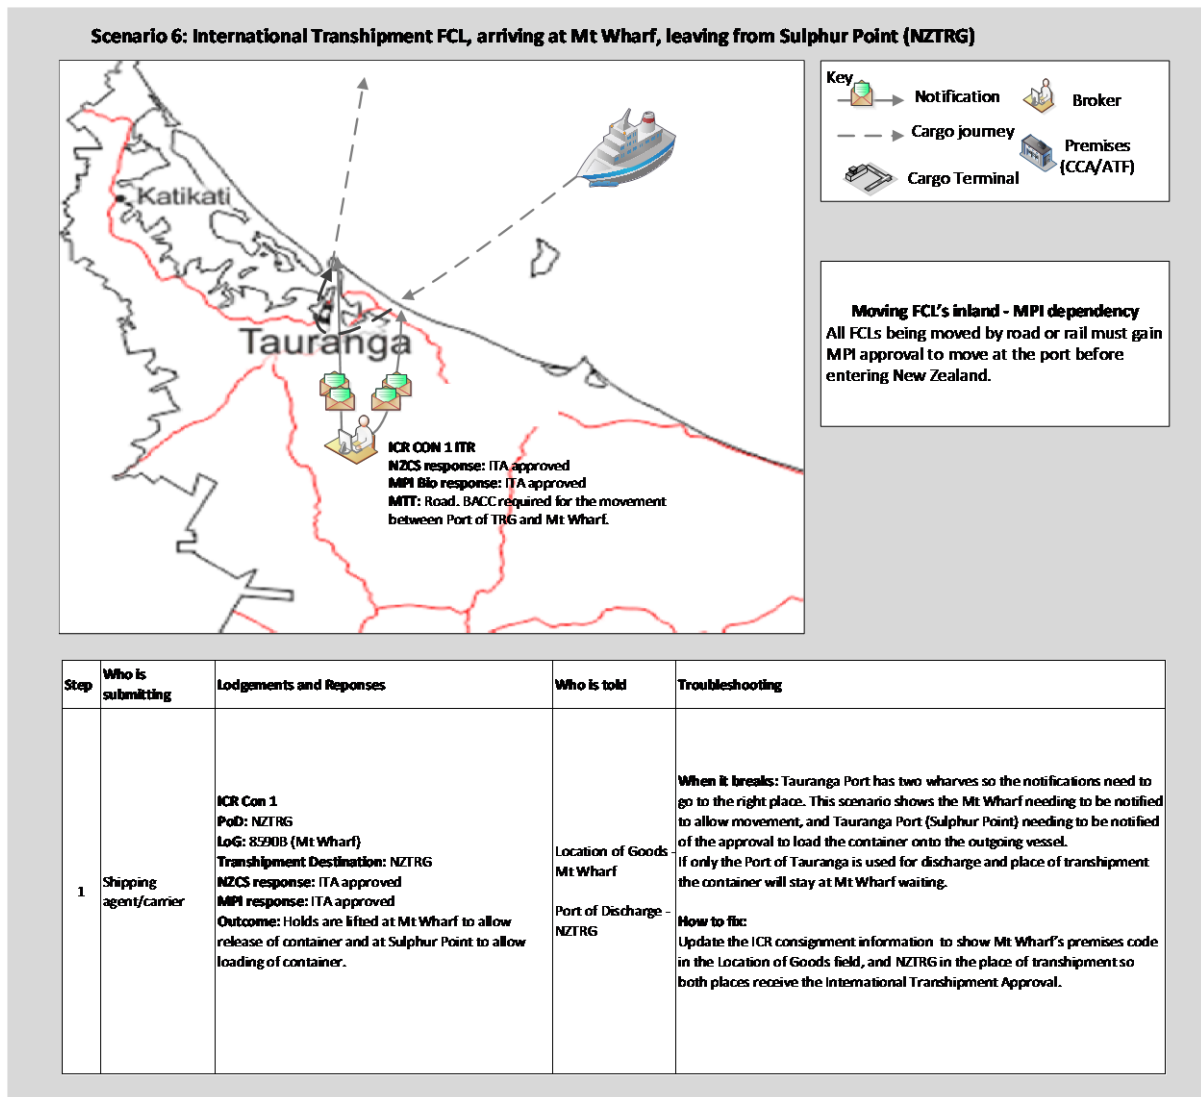 Scenario 6: International Transhipment FCL, arriving at Mt Wharf, leaving from Sulphur Point (NZTRG)
Key
Notification
Broker
Cargo journey
Premises
(CCA/ATF)
Cargo Terminal
Katikati
Tauranga
Moving FCL's inland - MPI dependency
All FCLs being moved by road or rail must gain
MPI approval to move at the port before
entering New Zealand.
ICR CON 1 ITR
NZCS response: ITA approved
MPI Bio response: ITA approved
MTT: Road. BACC required for the movement
between Port of TRG and Mt Wharf.
Step
Who is
submitting
Lodgements and Reponses
Who is told
Troubleshooting
1
Shipping
agent/carrier
ICR Con 1
PoD: NZTRG
LoG: 8590B (Mt Wharf)
Transhipment Destination: NZTRG
NZCS response: ITA approved
MPI response: ITA approved
Outcome: Holds are lifted at Mt Wharf to allow
release of container and at Sulphur Point to allow
loading of container.
Location of Goods -
Mt Wharf
Port of Discharge -
NZTRG
When it breaks: Tauranga Port has two wharves so the notifications need to
go to the right place. This scenario shows the Mt Wharf needing to be notified
to allow movement, and Tauranga Port (Sulphur Point) needing to be notified
of the approval to load the container onto the outgoing vessel.
If only the Port of Tauranga is used for discharge and place of transhipment
the container will stay at Mt Wharf waiting.
How to fix:
Update the ICR consignment information to show Mt Wharf's premises code
in the Location of Goods field, and NZTRG in the place of transhipment so
both places receive the International Transhipment Approval.